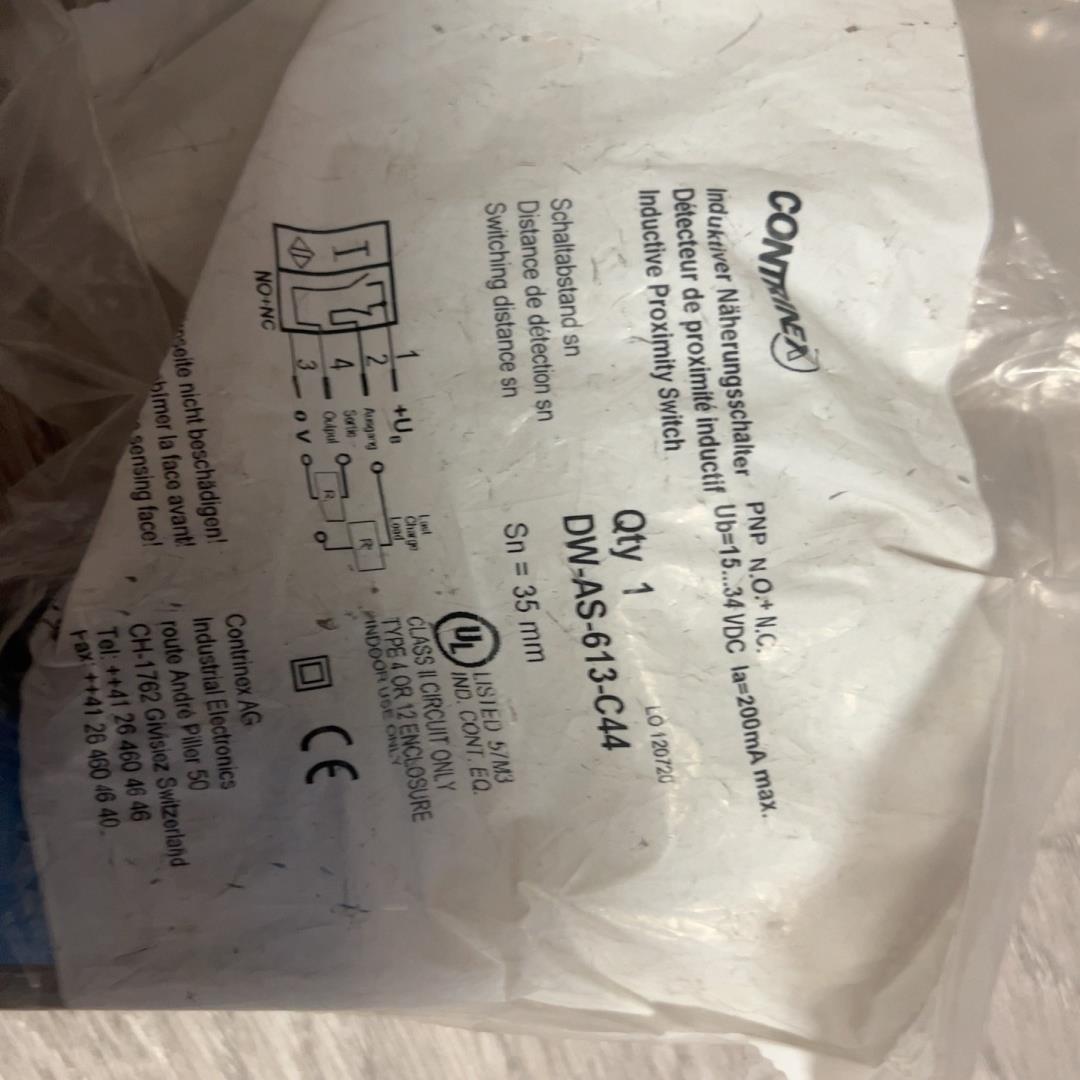 CONTRINEX
Induktiver Näherungsschalter PNP N.O.+ N.C.
Détecteur de proximité inductif Ub=15...34 VDC Ia=200mA max.
Inductive Proximity Switch
LO 120720
Qty 1
DW-AS-613-C44
Schaltabstand sn
Distance de détection sn
Switching distance sn
Sn = 35 mm
UL LISTED 57M3
IND. CONT. EQ.
CLASS II CIRCUIT ONLY
TYPE 4 OR 12 ENCLOSURE
INDOOR USE ONLY
1 +UB
2
4
3 0 V
Ausgang
Sortie
Output
Last
Charge
Load
R
R
I
NO+NC
CE
nicht beschädigen!
la face avant!
sensing face!
Contrinex AG
Industrial Electronics
route André Piller 50
CH-1762 Givisiez Switzerland
Tel: ++41 26 460 46 46
Fax ++41 26 460 46 40